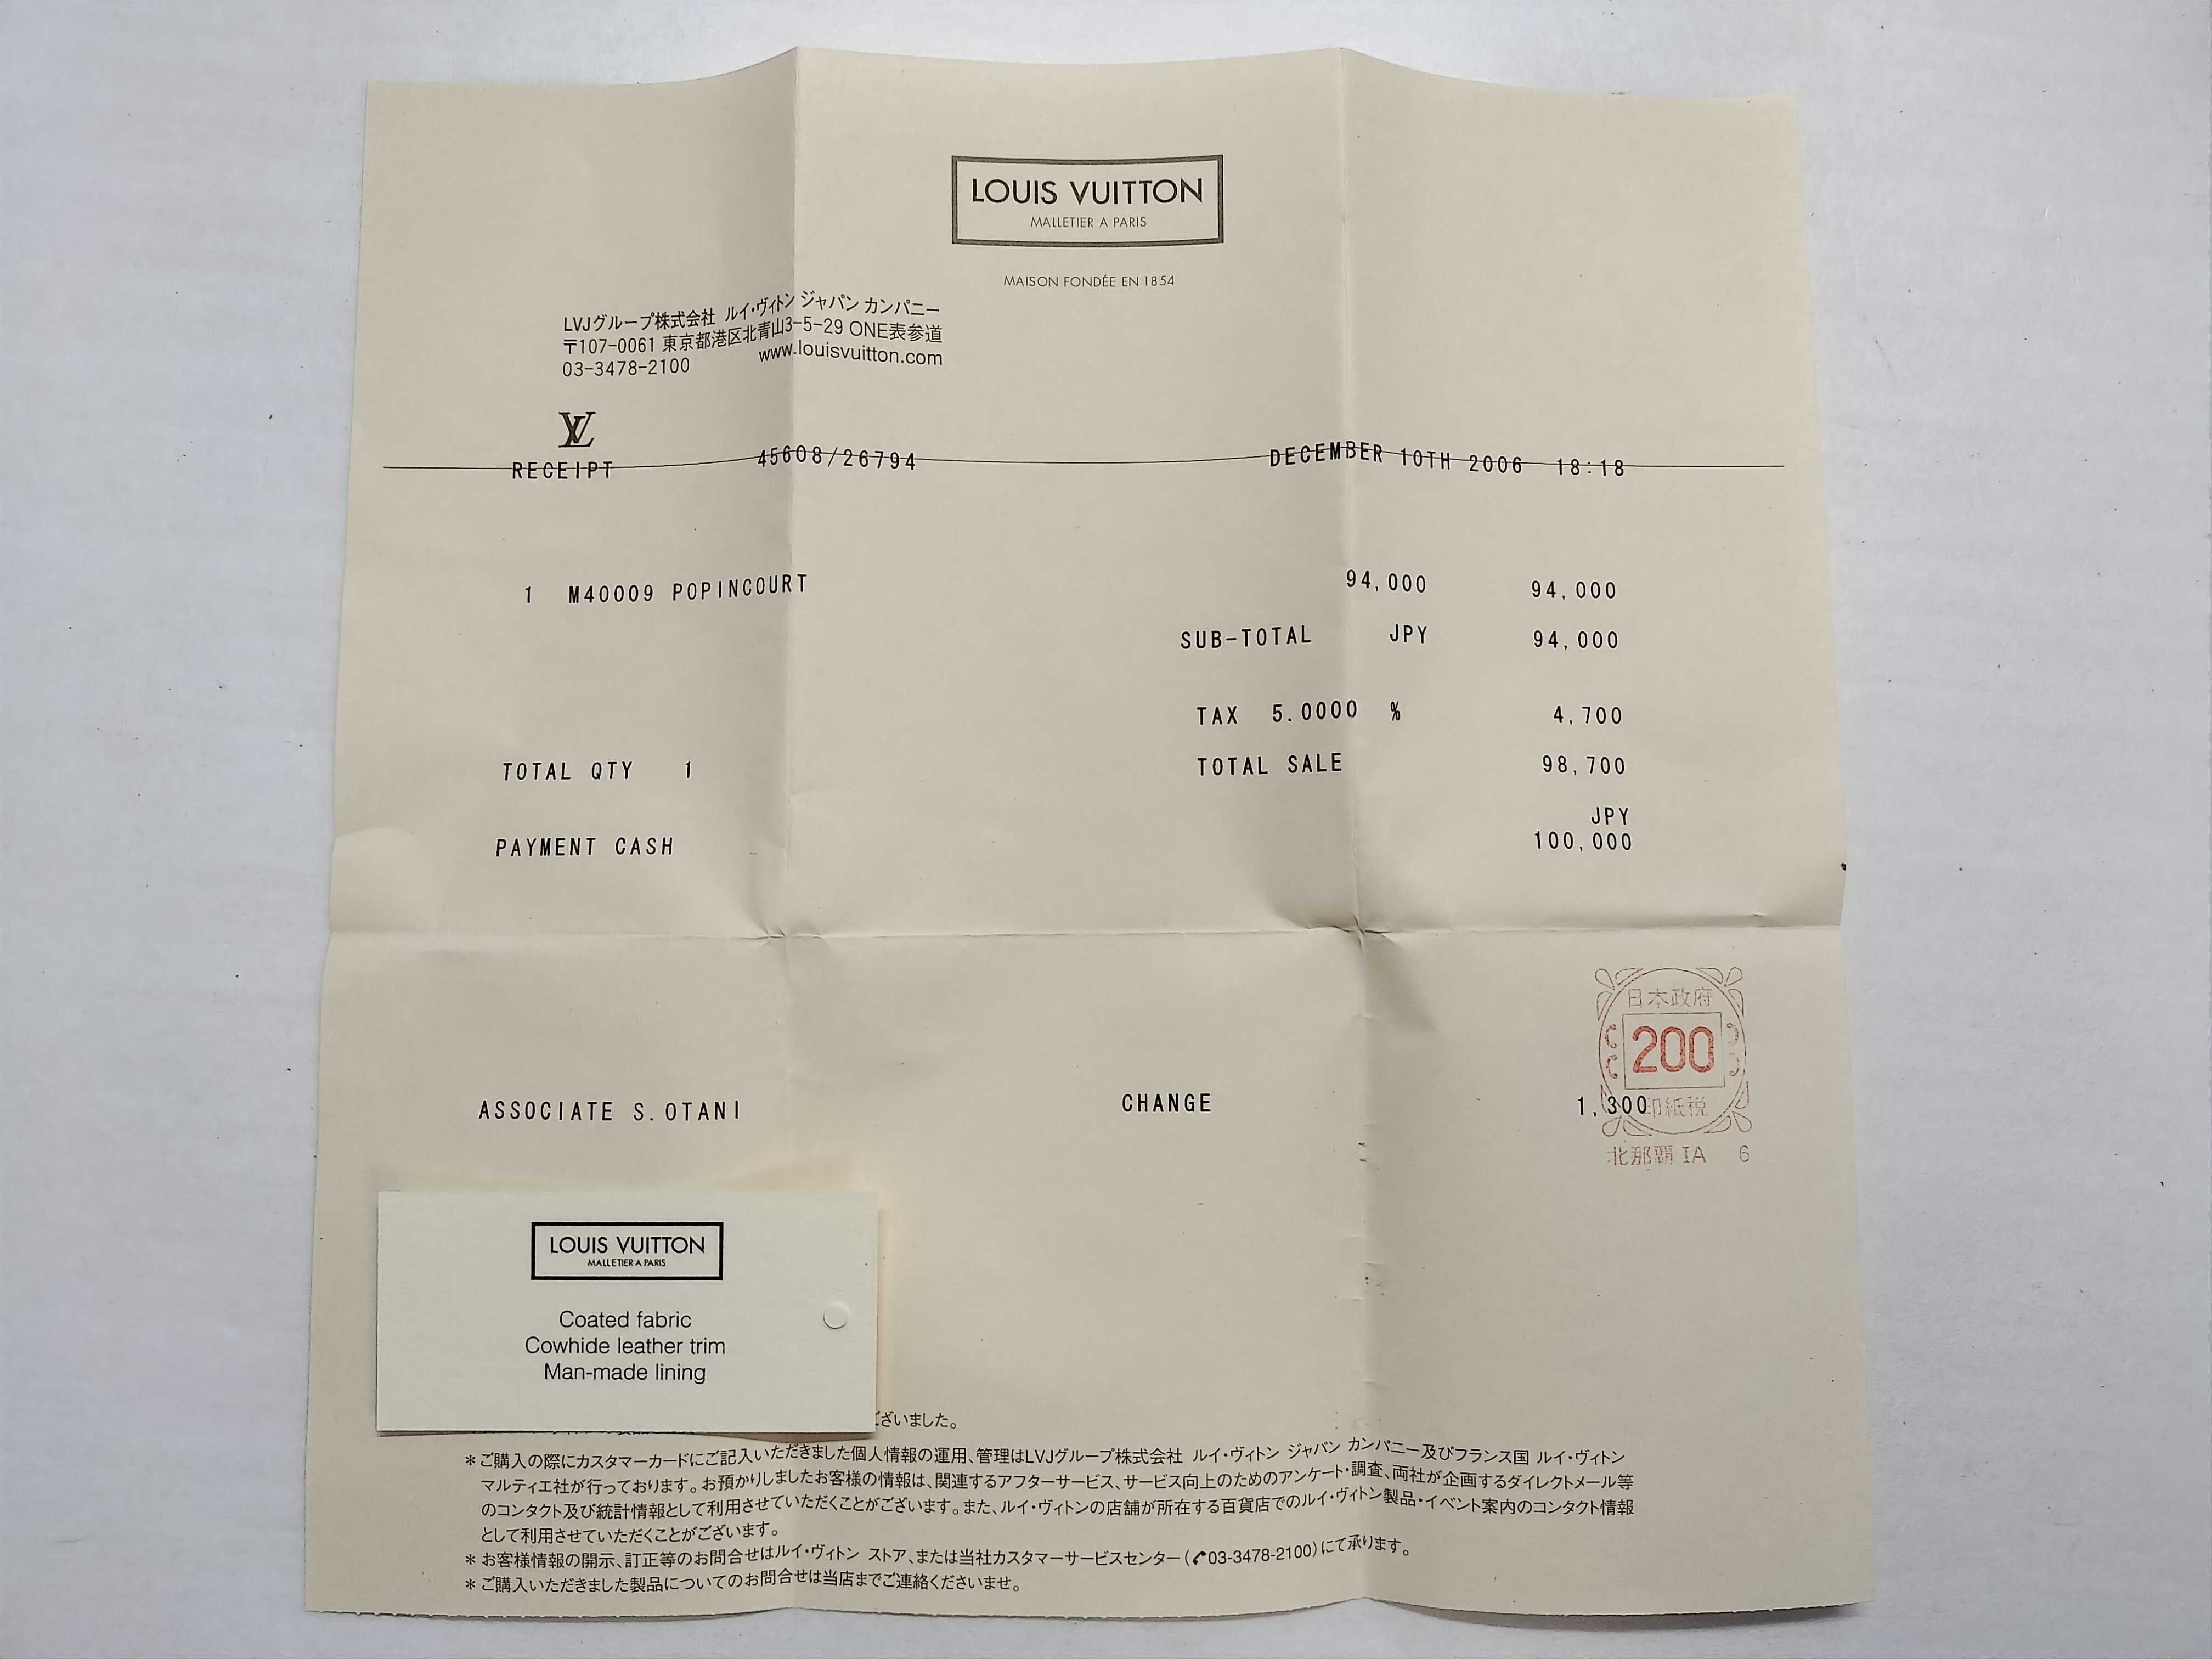 LOUIS VUITTON
MALLETIER A PARIS
MAISON FONDÉE EN 1854
LVJグループ株式会社 ルイ・ヴィトン ジャパン カンパニー
〒107-0061 東京都港区北青山3-5-29 ONE表参道
03-3478-2100 www.louisvuitton.com
LV
RECEIPT 45608/26794 DECEMBER 10TH 2006 18:18
1 M40009 POPINCOURT 94,000 94,000
SUB-TOTAL JPY 94,000
TAX 5.0000 % 4,700
TOTAL QTY 1 TOTAL SALE 98,700
JPY
PAYMENT CASH 100,000
日本政府
200
ASSOCIATE S.OTANI CHANGE 1,300
印紙税
北那覇 IA 6
LOUIS VUITTON
MALLETIER A PARIS
Coated fabric
Cowhide leather trim
Man-made lining
ございました。
＊ご購入の際にカスタマーカードにご記入いただきました個人情報の運用、管理はLVJグループ株式会社 ルイ・ヴィトン ジャパン カンパニー及びフランス国 ルイ・ヴィトン
マルティエ社が行っております。お預かりしましたお客様の情報は、関連するアフターサービス、サービス向上のためのアンケート・調査、両社が企画するダイレクトメール等
のコンタクト及び統計情報として利用させていただくことがございます。また、ルイ・ヴィトンの店舗が所在する百貨店でのルイ・ヴィトン製品・イベント案内のコンタクト情報
として利用させていただくことがございます。
＊お客様情報の開示、訂正等のお問合せはルイ・ヴィトン ストア、または当社カスタマーサービスセンター(✆03-3478-2100)にて承ります。
＊ご購入いただきました製品についてのお問合せは当店までご連絡くださいませ。